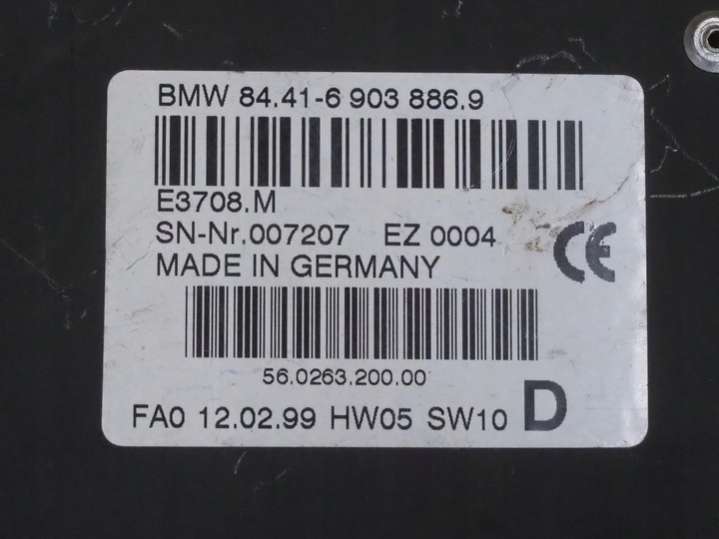 BMW 84.41-6 903 886.9
E3708.M
SN-Nr.007207 EZ 0004
MADE IN GERMANY
CE
56.0263.200.00
FA0 12.02.99 HW05 SW10 D